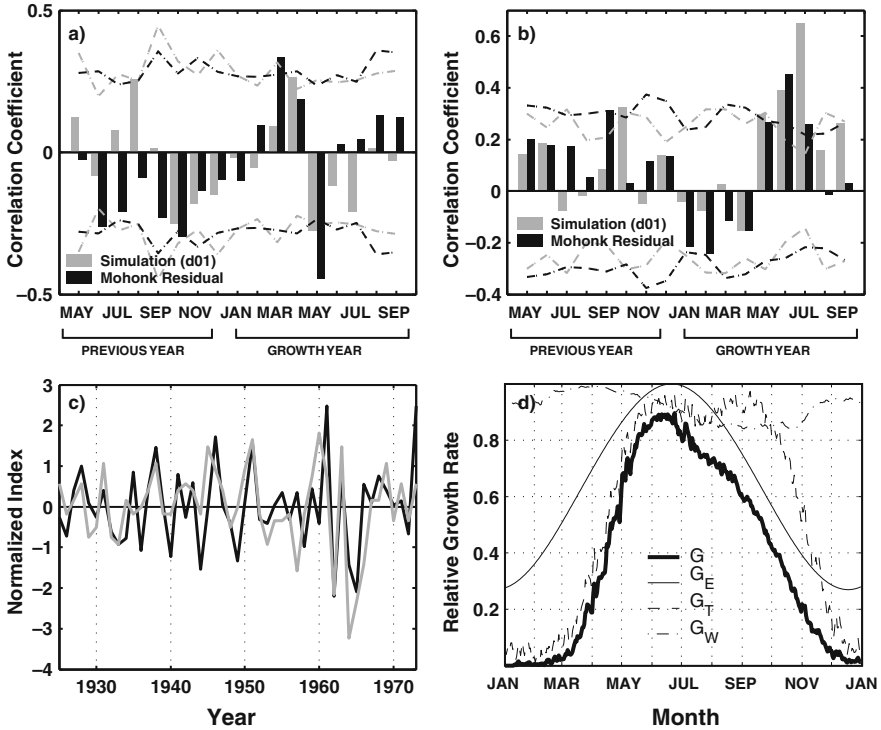 a)
0.5
0
−0.5
Correlation Coefficient
Simulation (d01)
Mohonk Residual
MAY JUL SEP NOV JAN MAR MAY JUL SEP
PREVIOUS YEAR GROWTH YEAR
b)
0.6
0.4
0.2
0
−0.2
−0.4
Correlation Coefficient
Simulation (d01)
Mohonk Residual
MAY JUL SEP NOV JAN MAR MAY JUL SEP
PREVIOUS YEAR GROWTH YEAR
c)
3
2
1
0
−1
−2
−3
−4
Normalized Index
1930 1940 1950 1960 1970
Year
d)
0.8
0.6
0.4
0.2
Relative Growth Rate
G
G_E
G_T
G_W
JAN MAR MAY JUL SEP NOV JAN
Month